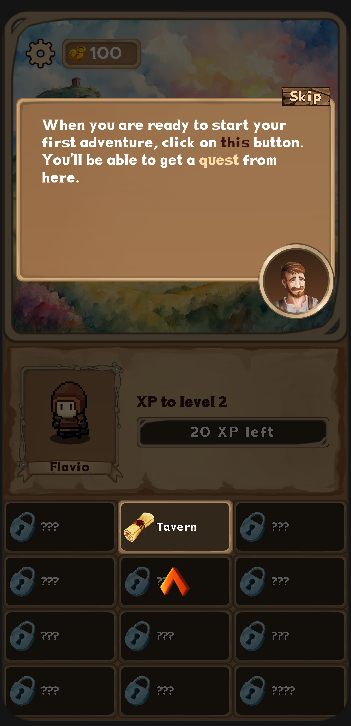 100
Skip
When you are ready to start your
first adventure, click on this button.
You'll be able to get a quest from
here.
XP to level 2
20 XP left
Flavio
??? Tavern ???
??? ??? ???
??? ??? ???
??? ??? ????